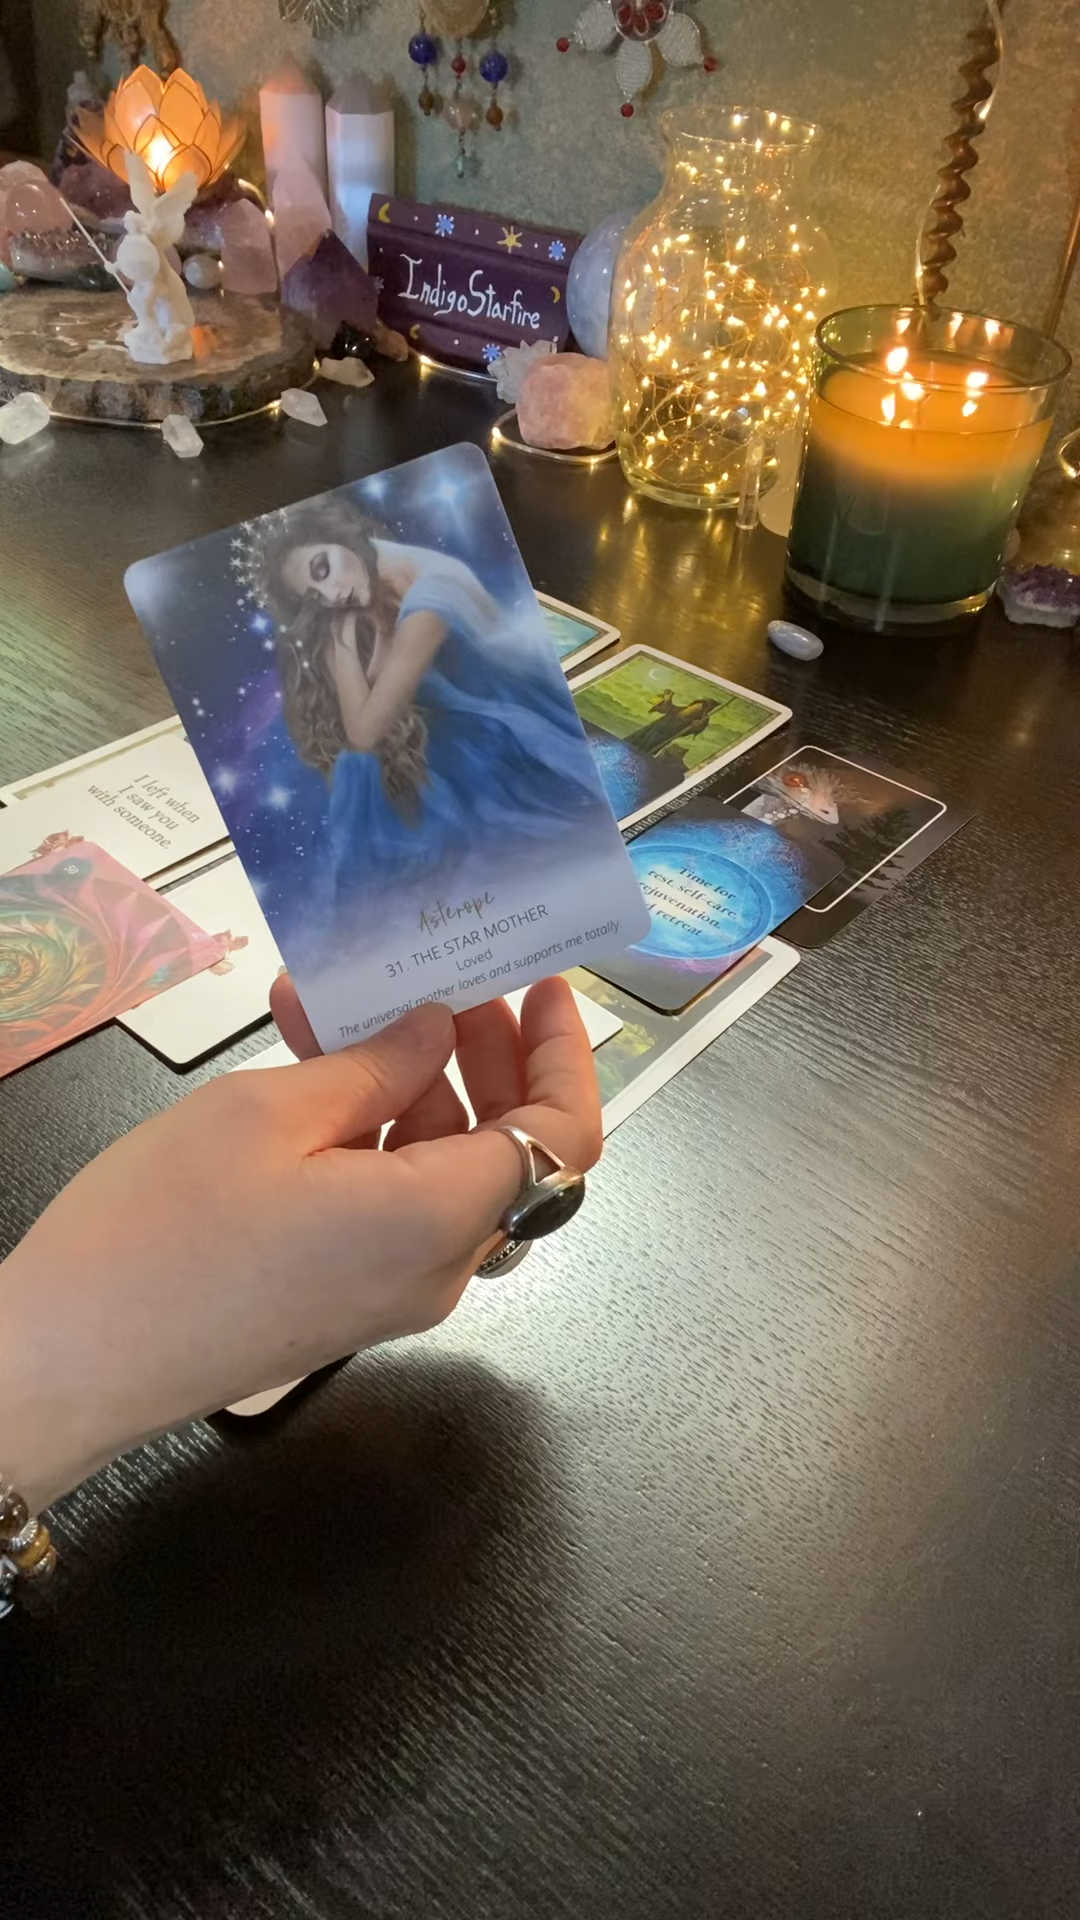 IndigoStarfire
I left when
I saw you
with someone.
50
Asterope
31. THE STAR MOTHER
Loved
The universal mother loves and supports me totally.
Time for
rest, self-care,
rejuvenation,
retreat